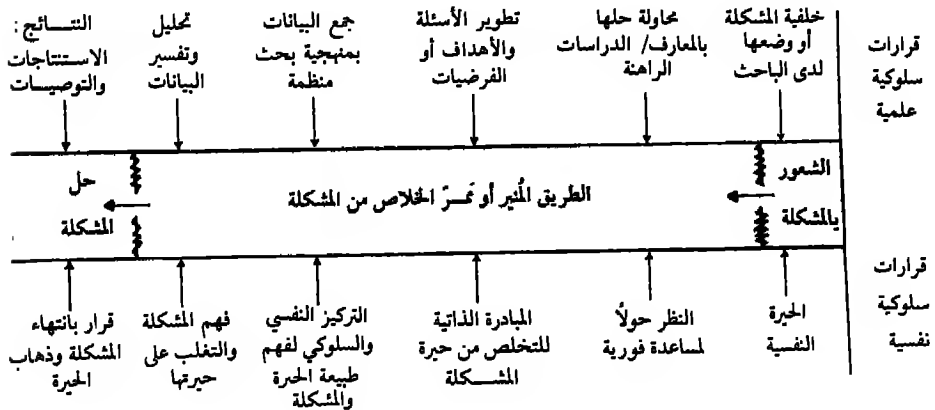 قرارات
سلوكية
علمية
خلفية المشكلة
أو وضعها
لدى الباحث
محاولة حلها
بالمعارف/ الدراسات
الراهنة
تطوير الأسئلة
والأهداف أو
الفرضيات
جمع البيانات
بمنهجية بحث
منظمة
تحليل
وتفسير
البيانات
النتـــائج :
الاستنتاجات
والتوصيات
الشعور
بالمشكلة
الطريق المُنير أو مَمــرّ الخلاص من المشكلة
حل
المشكلة
قرارات
سلوكية
نفسية
الحيرة
النفسية
النظر حولاً
لمساعدة فورية
المبادرة الذاتية
للتخلص من حيرة
المشكــلة
التركيز النفسي
والسلوكي لفهم
طبيعة الحيرة
والمشكلة
فهم المشكلة
والتغلب على
حيرتها
قرار بانتهاء
المشكلة وذهاب
الحيرة